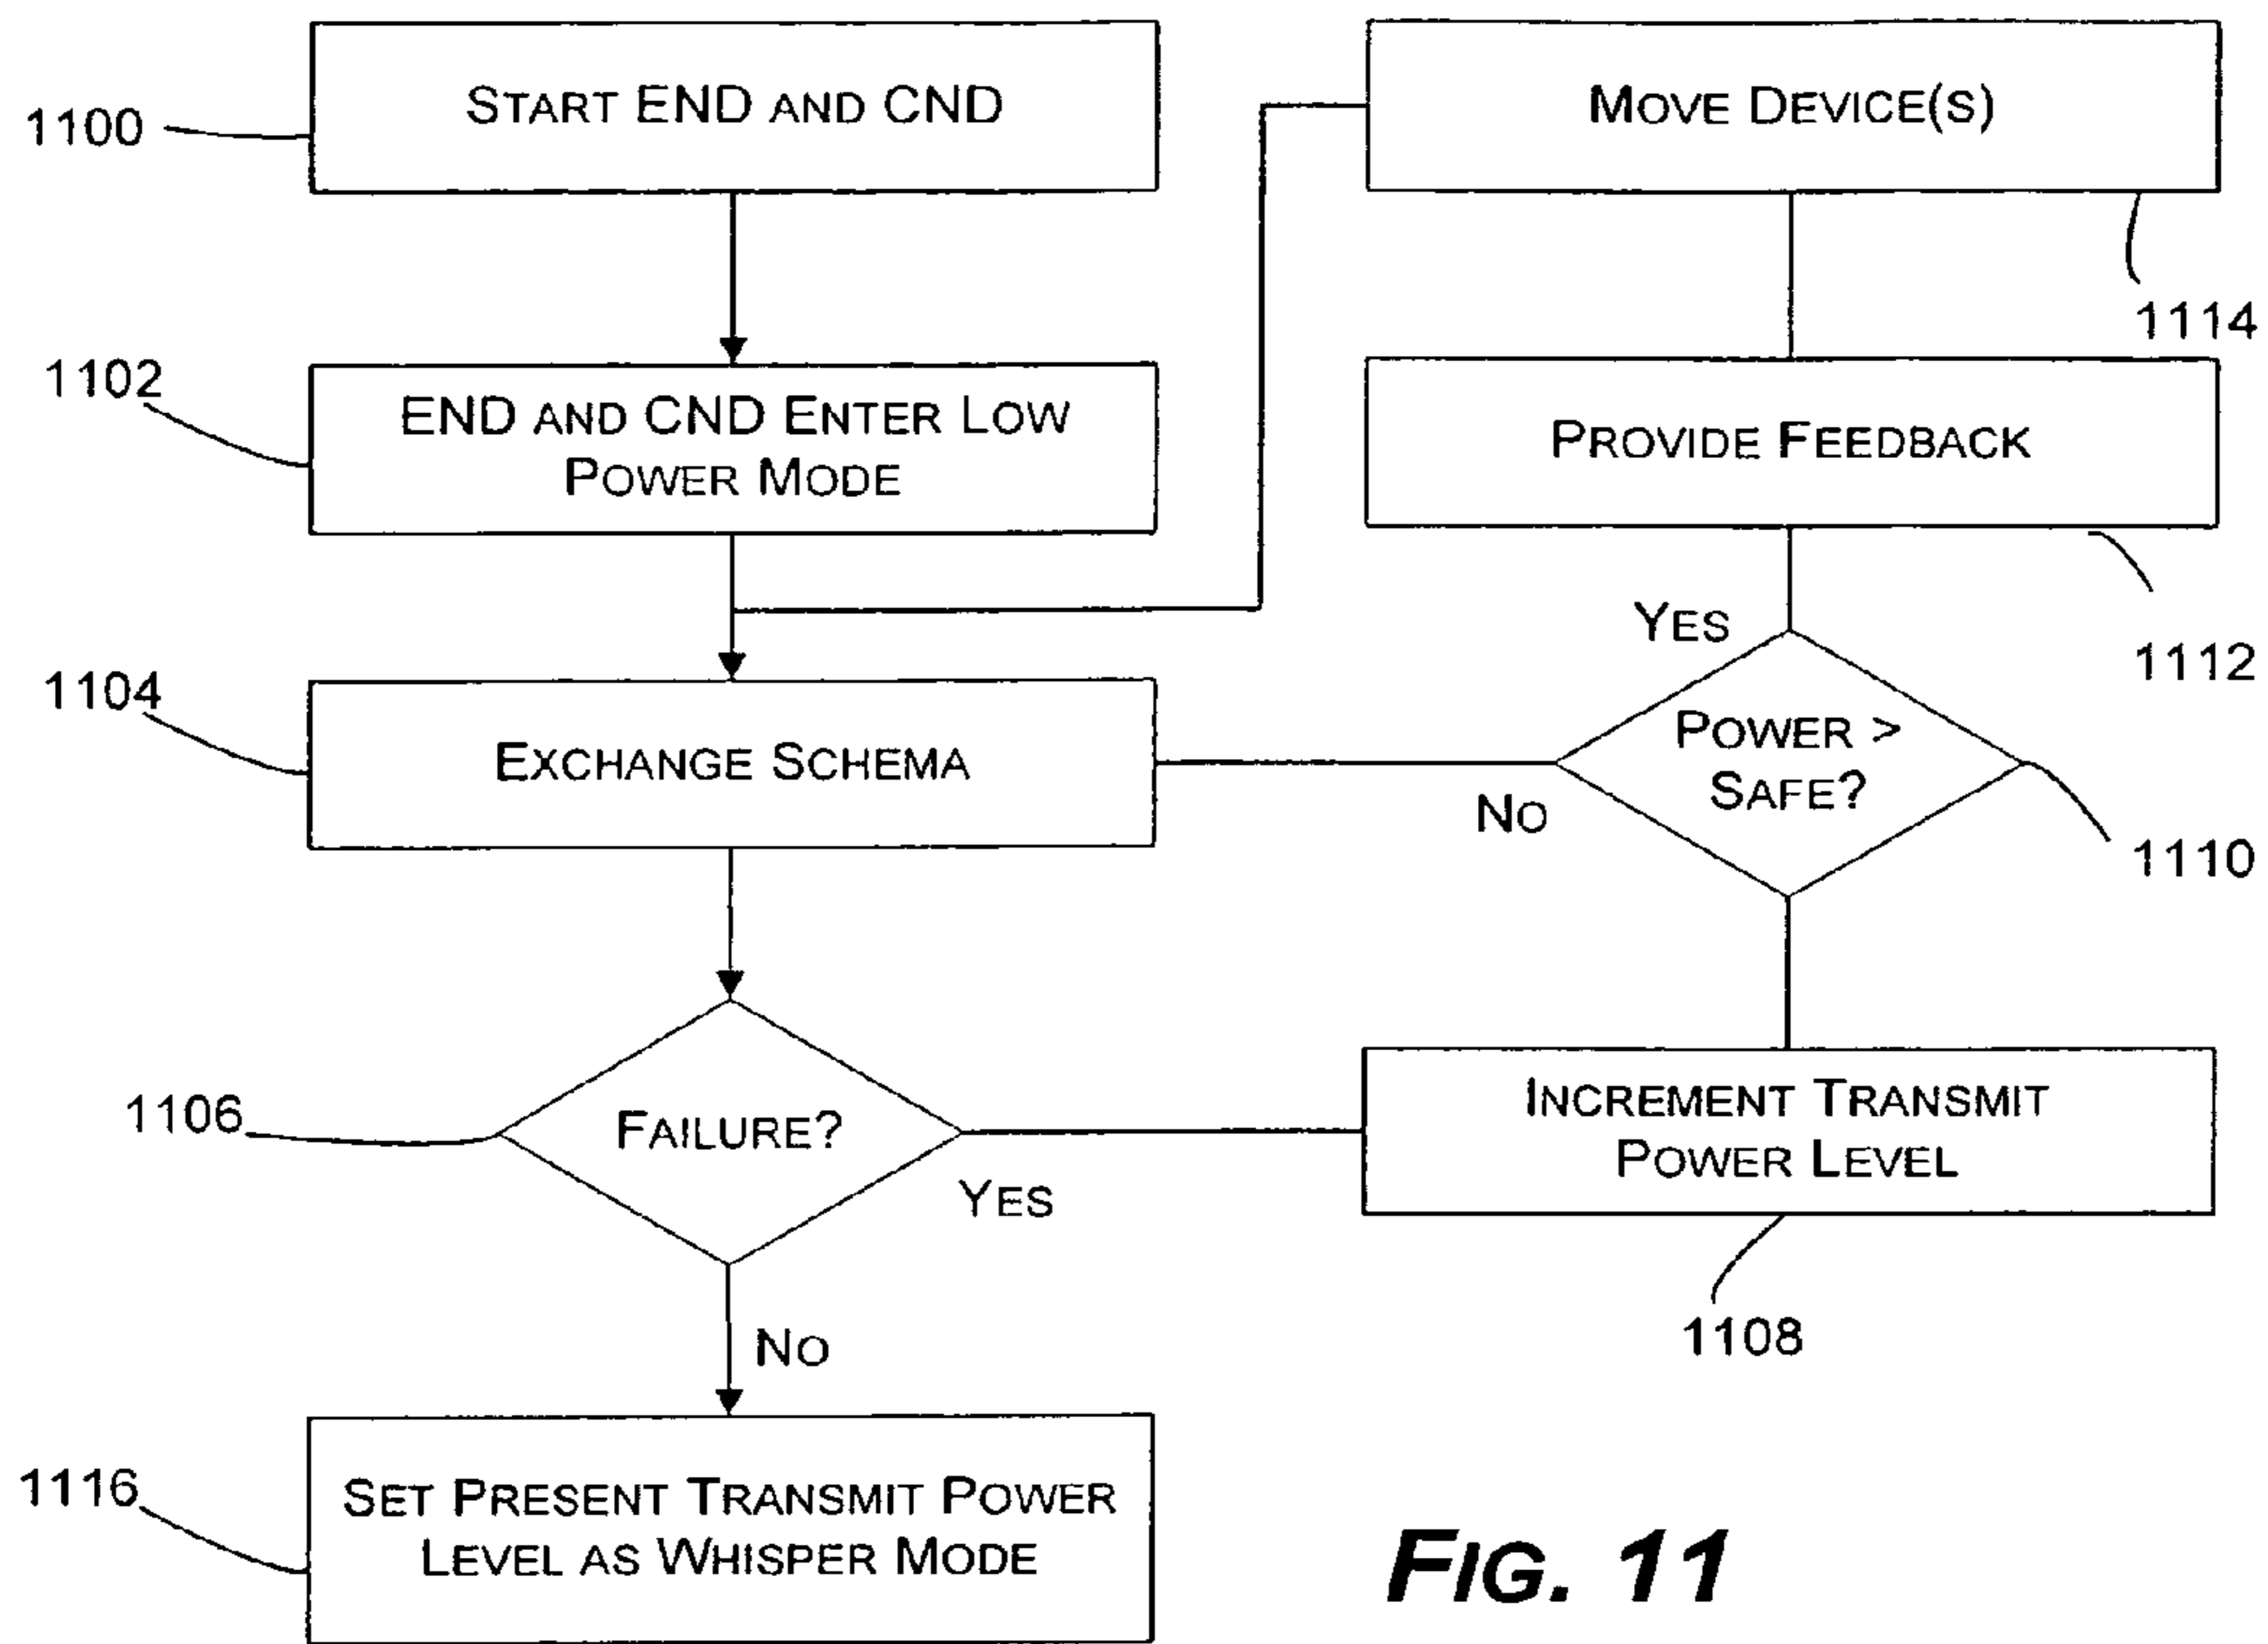 1100
START END AND CND
1102
END AND CND ENTER LOW
POWER MODE
1104
EXCHANGE SCHEMA
1106
FAILURE?
YES
NO
1116
SET PRESENT TRANSMIT POWER
LEVEL AS WHISPER MODE
MOVE DEVICE(S)
1114
PROVIDE FEEDBACK
1112
YES
POWER >
SAFE?
NO
1110
INCREMENT TRANSMIT
POWER LEVEL
1108
FIG. 11